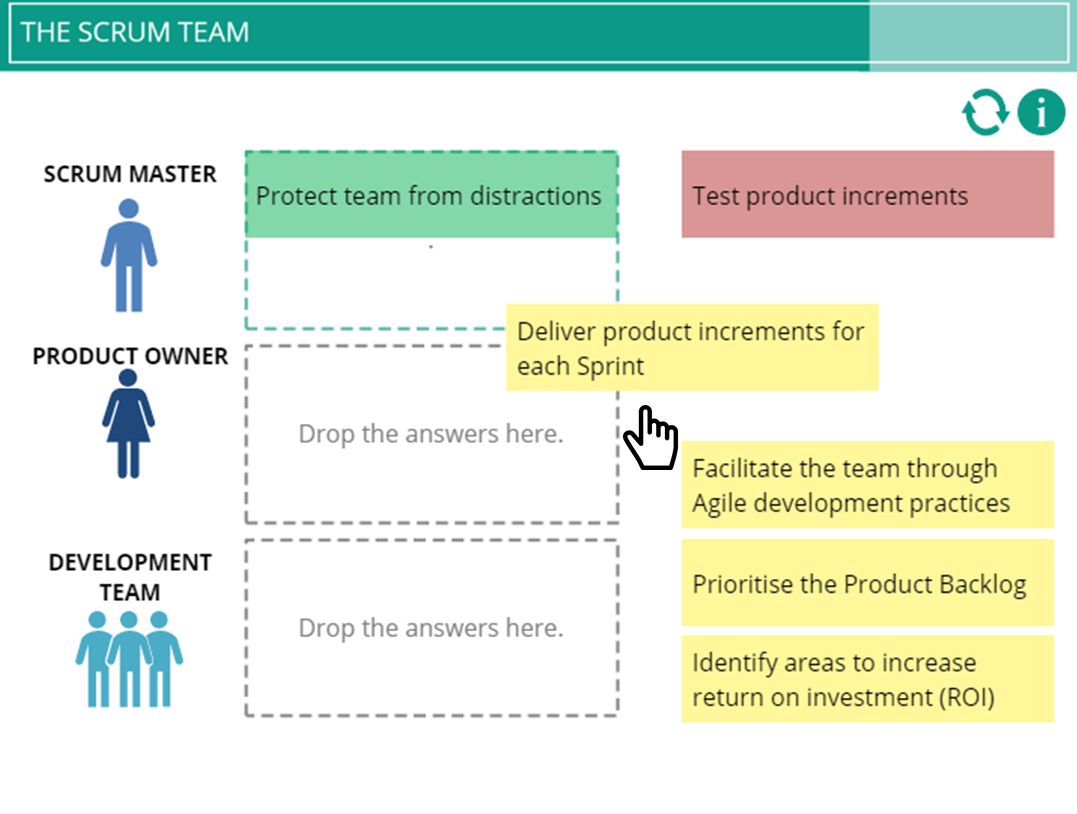 THE SCRUM TEAM
i
SCRUM MASTER
Protect team from distractions
Test product increments
Deliver product increments for
each Sprint
PRODUCT OWNER
Drop the answers here.
Facilitate the team through
Agile development practices
DEVELOPMENT
TEAM
Drop the answers here.
Prioritise the Product Backlog
Identify areas to increase
return on investment (ROI)